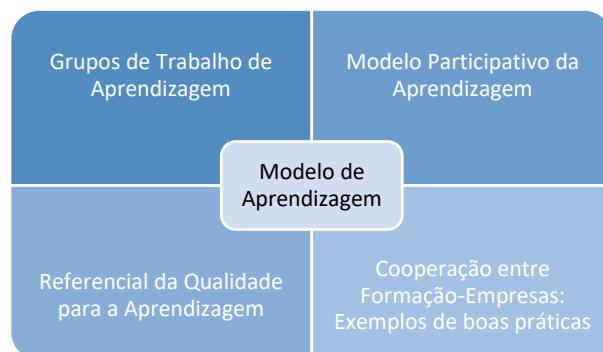 Grupos de Trabalho de
Aprendizagem
Modelo Participativo da
Aprendizagem
Modelo de
Aprendizagem
Referencial da Qualidade
para a Aprendizagem
Cooperação entre
Formação-Empresas:
Exemplos de boas práticas